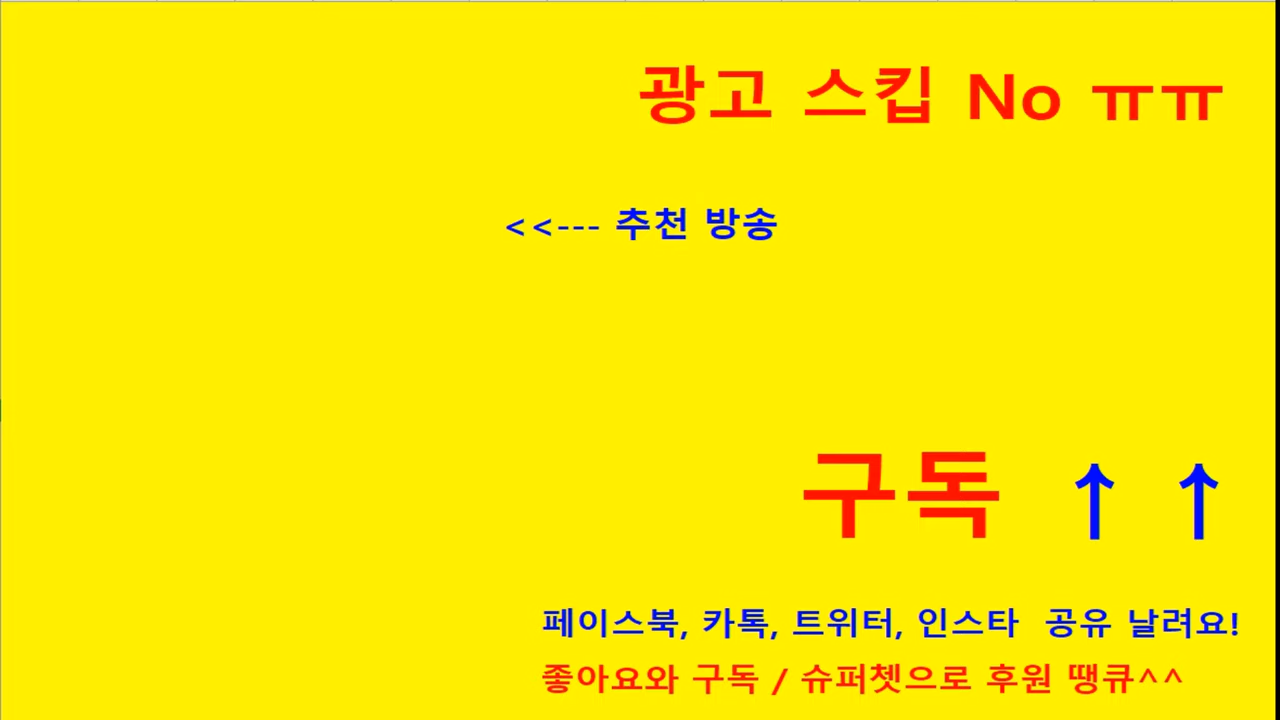 광고 스킵 No ㅠㅠ
<<--- 추천 방송
구독 ↑ ↑
페이스북, 카톡, 트위터, 인스타 공유 날려요!
좋아요와 구독 / 슈퍼쳇으로 후원 땡큐^^